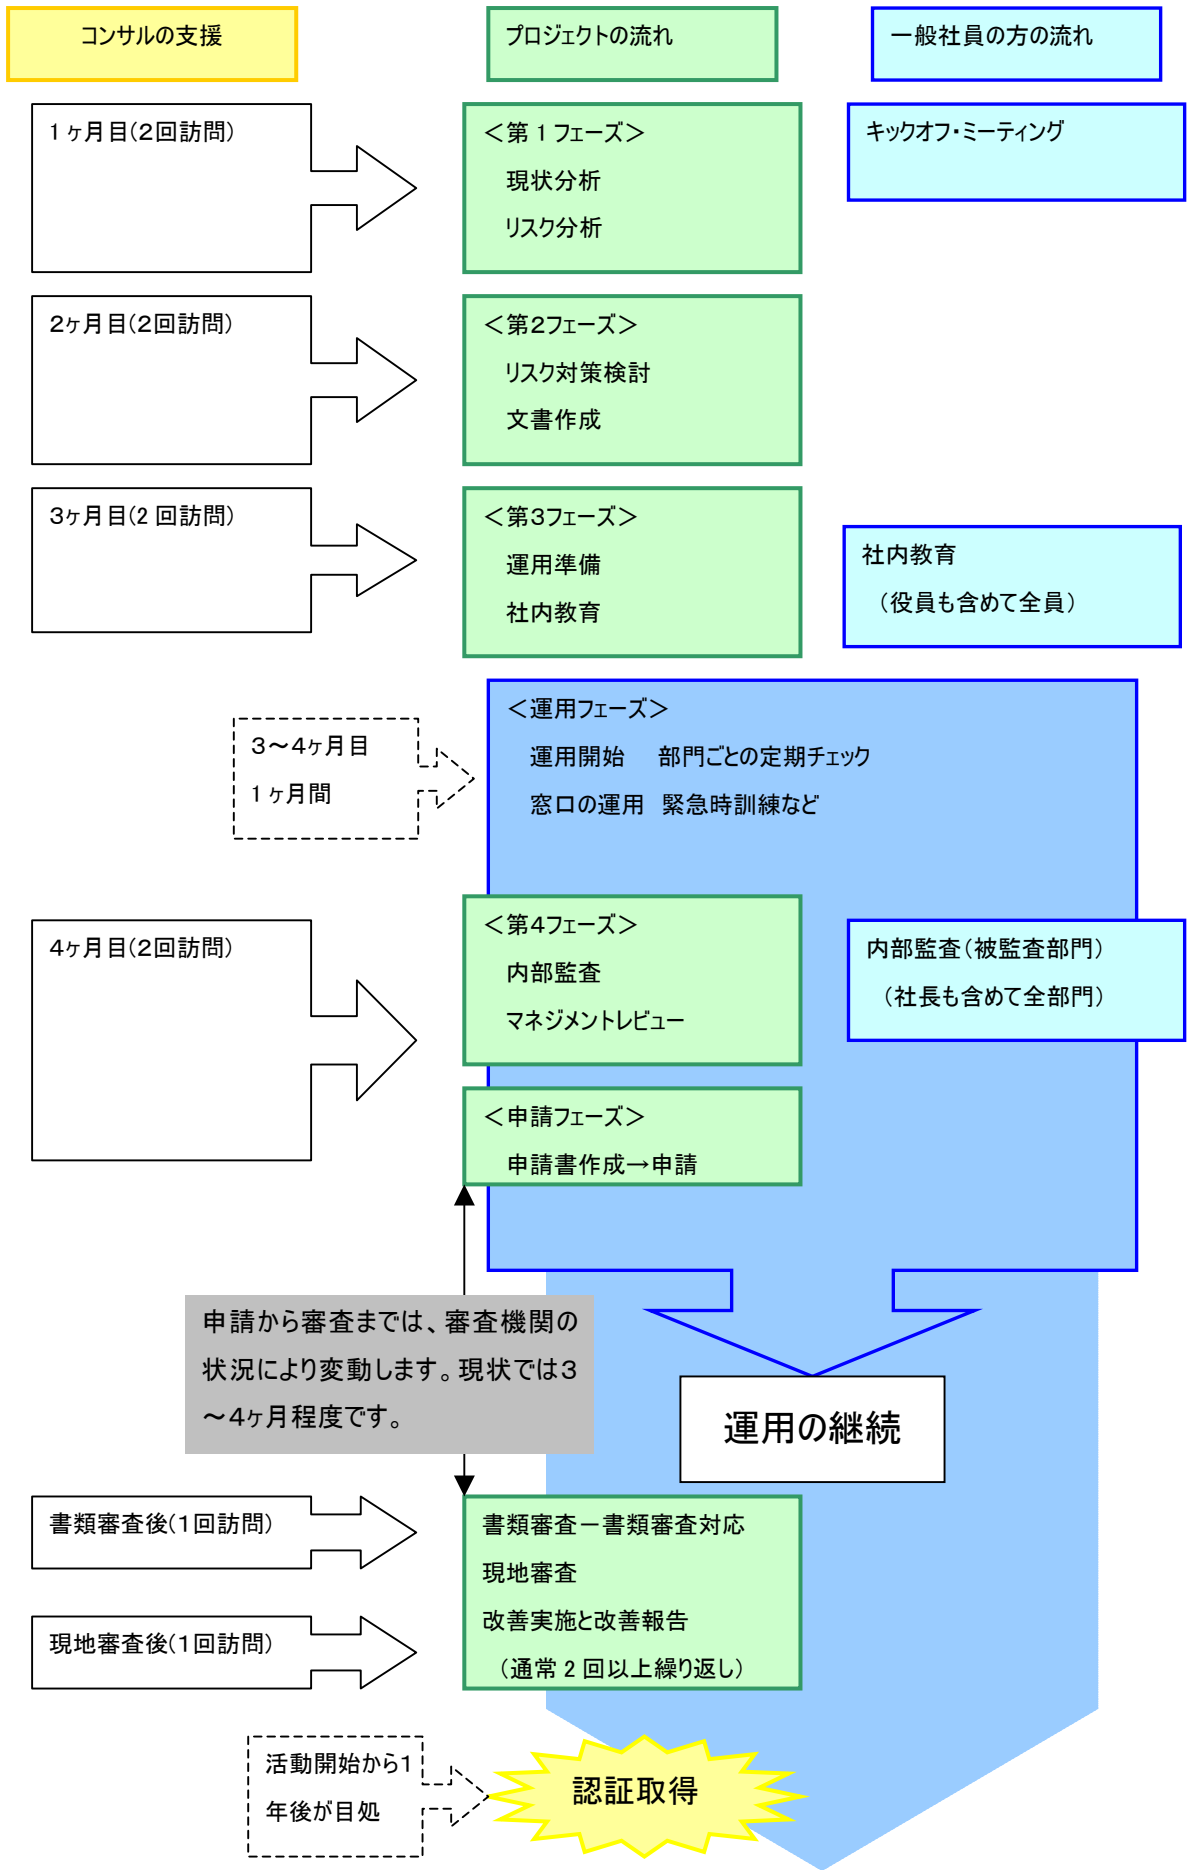 コンサルの支援
プロジェクトの流れ
一般社員の方の流れ
1ヶ月目(2回訪問)
＜第1フェーズ＞
現状分析
リスク分析
キックオフ・ミーティング
2ヶ月目(2回訪問)
＜第2フェーズ＞
リスク対策検討
文書作成
3ヶ月目(2回訪問)
＜第3フェーズ＞
運用準備
社内教育
社内教育
（役員も含めて全員）
3～4ヶ月目
1ヶ月間
＜運用フェーズ＞
運用開始　部門ごとの定期チェック
窓口の運用　緊急時訓練など
4ヶ月目(2回訪問)
＜第4フェーズ＞
内部監査
マネジメントレビュー
内部監査（被監査部門）
（社長も含めて全部門）
＜申請フェーズ＞
申請書作成→申請
申請から審査までは、審査機関の
状況により変動します。現状では3
～4ヶ月程度です。
運用の継続
書類審査後(1回訪問)
書類審査－書類審査対応
現地審査
改善実施と改善報告
（通常2回以上繰り返し）
現地審査後(1回訪問)
活動開始から1
年後が目処
認証取得